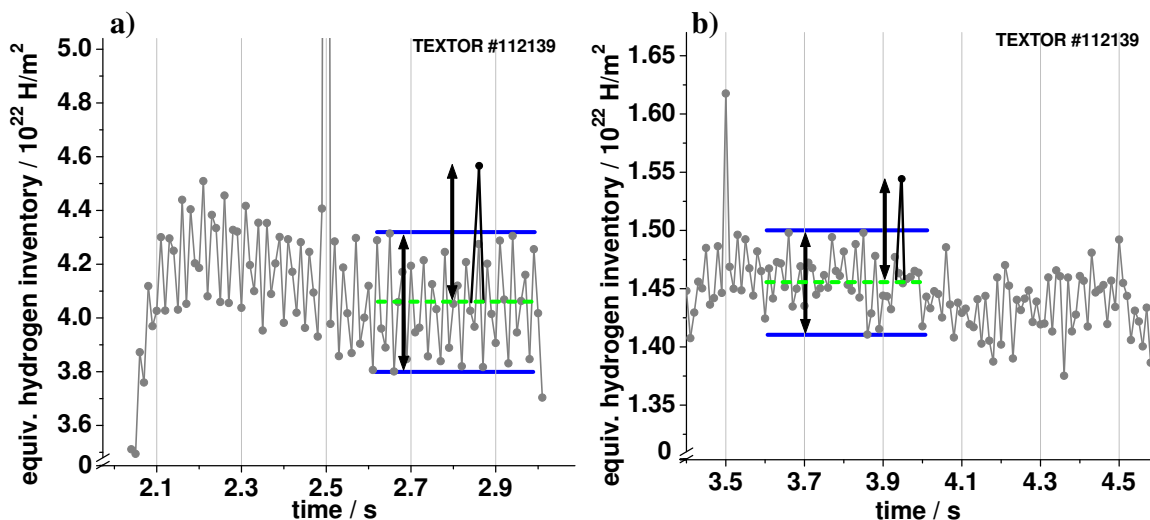 a)
TEXTOR #112139
equiv. hydrogen inventory / 10²² H/m²
5.0
4.8
4.6
4.4
4.2
4.0
3.8
3.6
0
2.1 2.3 2.5 2.7 2.9
time / s
b)
TEXTOR #112139
equiv. hydrogen inventory / 10²² H/m²
1.65
1.60
1.55
1.50
1.45
1.40
1.35
0
3.5 3.7 3.9 4.1 4.3 4.5
time / s